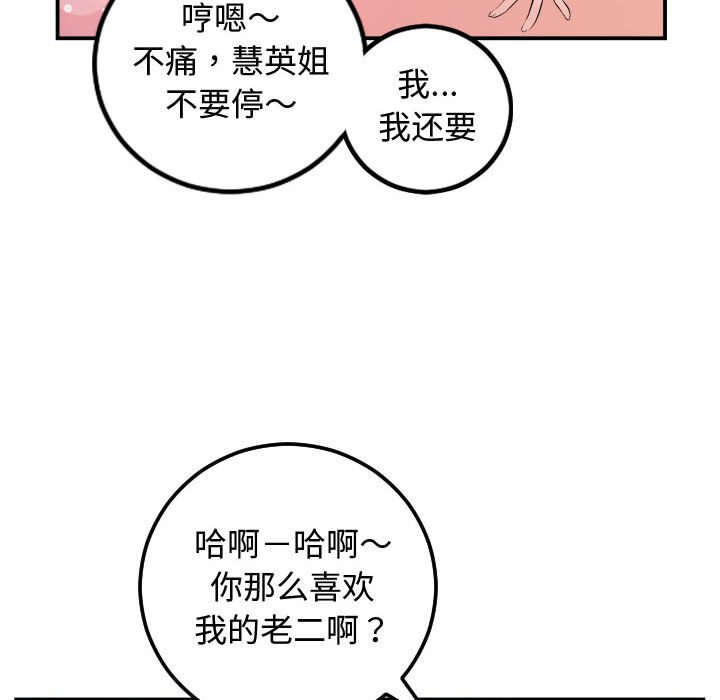 哼嗯～
不痛，慧英姐
不要停～
我…
我还要
哈啊－哈啊～
你那么喜欢
我的老二啊？